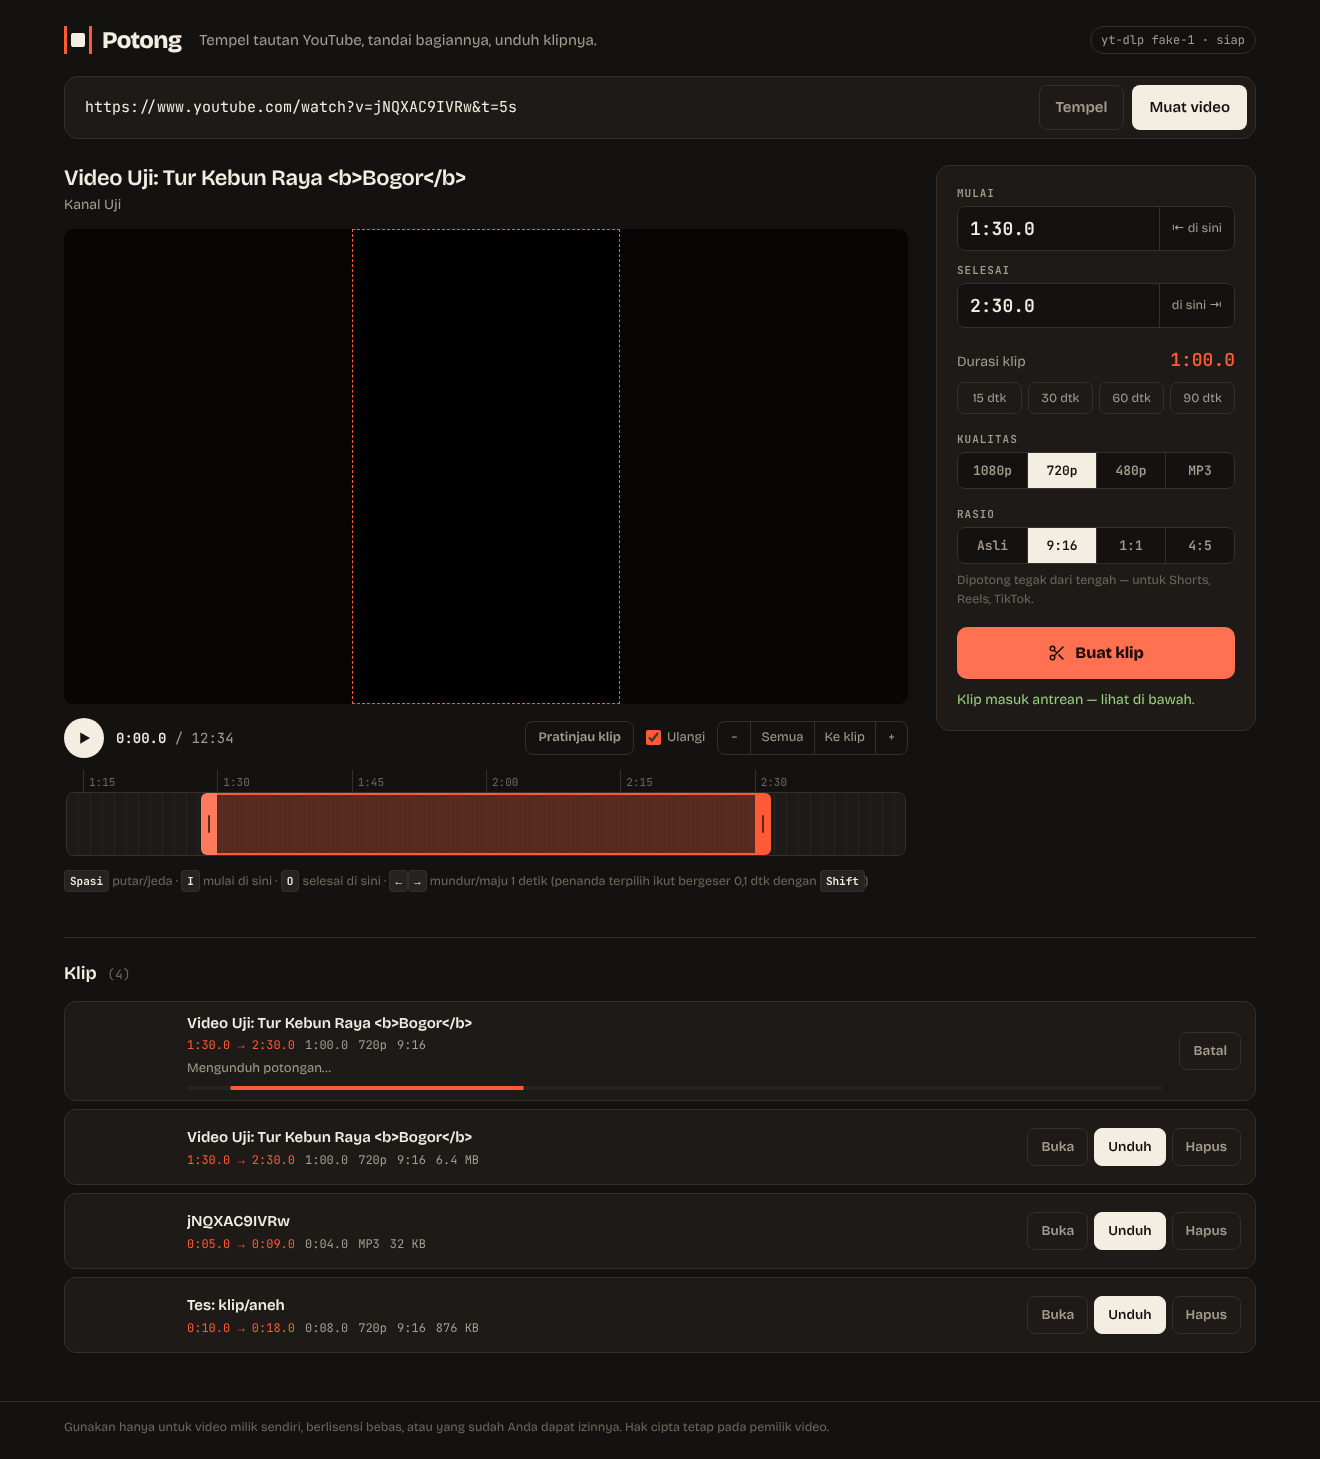 Potong
Tempel tautan YouTube, tandai bagiannya, unduh klipnya.
yt-dlp fake-1 · siap
https://www.youtube.com/watch?v=jNQXAC9IVRw&t=5s
Tempel
Muat video
Video Uji: Tur Kebun Raya <b>Bogor</b>
Kanal Uji
MULAI
1:30.0
⇤ di sini
SELESAI
2:30.0
di sini ⇥
Durasi klip
1:00.0
15 dtk
30 dtk
60 dtk
90 dtk
KUALITAS
1080p
720p
480p
MP3
RASIO
Asli
9:16
1:1
4:5
Dipotong tegak dari tengah — untuk Shorts,
Reels, TikTok.
Buat klip
Klip masuk antrean — lihat di bawah.
0:00.0 / 12:34
Pratinjau klip
Ulangi
−
Semua
Ke klip
+
1:15
1:30
1:45
2:00
2:15
2:30
Spasi putar/jeda · I mulai di sini · O selesai di sini · ← → mundur/maju 1 detik (penanda terpilih ikut bergeser 0,1 dtk dengan Shift)
Klip (4)
Video Uji: Tur Kebun Raya <b>Bogor</b>
1:30.0 → 2:30.0 1:00.0 720p 9:16
Mengunduh potongan…
Batal
Video Uji: Tur Kebun Raya <b>Bogor</b>
1:30.0 → 2:30.0 1:00.0 720p 9:16 6.4 MB
Buka
Unduh
Hapus
jNQXAC9IVRw
0:05.0 → 0:09.0 0:04.0 MP3 32 KB
Buka
Unduh
Hapus
Tes: klip/aneh
0:10.0 → 0:18.0 0:08.0 720p 9:16 876 KB
Buka
Unduh
Hapus
Gunakan hanya untuk video milik sendiri, berlisensi bebas, atau yang sudah Anda dapat izinnya. Hak cipta tetap pada pemilik video.